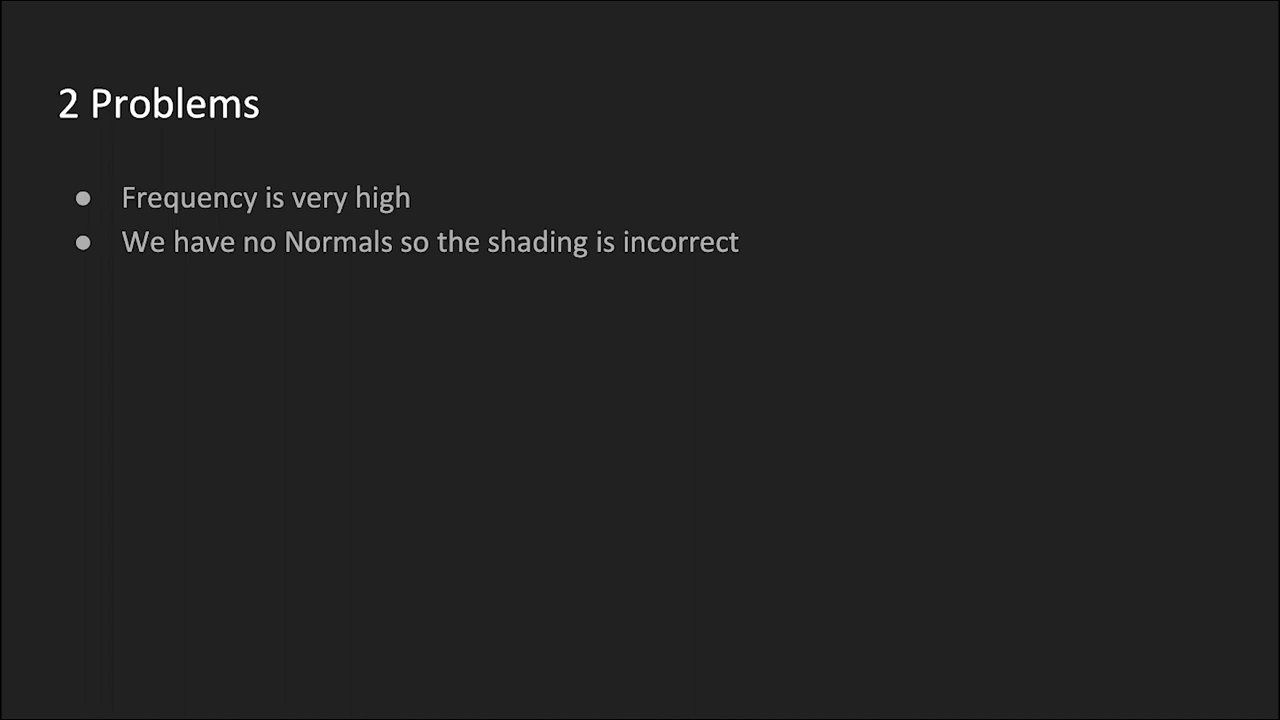 2 Problems
● Frequency is very high
● We have no Normals so the shading is incorrect